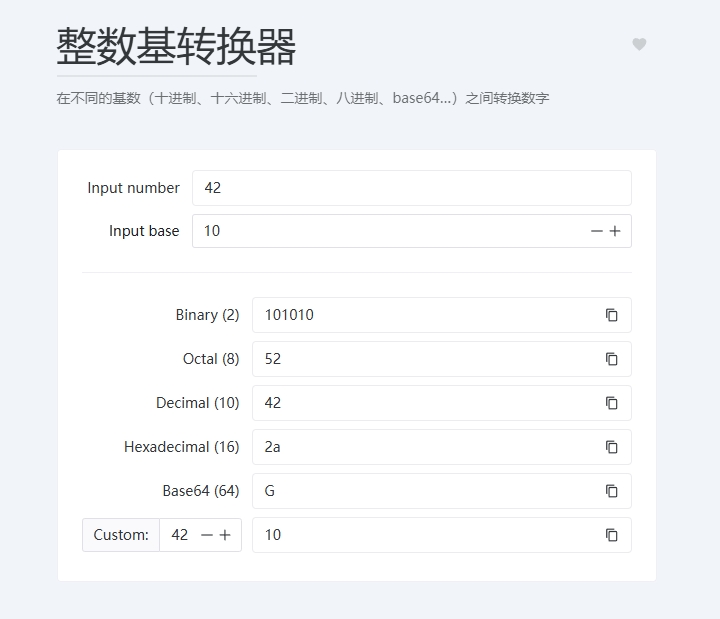 整数基转换器
在不同的基数（十进制、十六进制、二进制、八进制、base64...）之间转换数字
Input number 42
Input base 10
Binary (2) 101010
Octal (8) 52
Decimal (10) 42
Hexadecimal (16) 2a
Base64 (64) G
Custom: 42 10